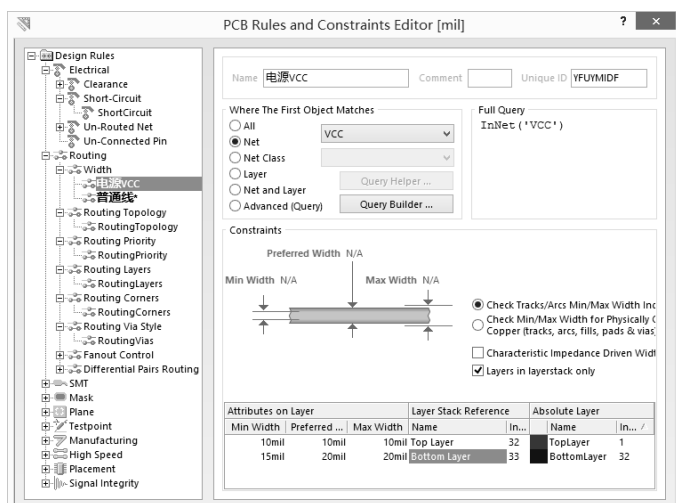 PCB Rules and Constraints Editor [mil]
?
×
Design Rules
Electrical
Clearance
Short-Circuit
ShortCircuit
Un-Routed Net
Un-Connected Pin
Routing
Width
电源VCC
普通线*
Routing Topology
RoutingTopology
Routing Priority
RoutingPriority
Routing Layers
RoutingLayers
Routing Corners
RoutingCorners
Routing Via Style
RoutingVias
Fanout Control
Differential Pairs Routing
SMT
Mask
Plane
Testpoint
Manufacturing
High Speed
Placement
Signal Integrity
Name 电源VCC Comment Unique ID YFUYMIDF
Where The First Object Matches
All
Net
Net Class
Layer
Net and Layer
Advanced (Query)
VCC
Query Helper ...
Query Builder ...
Full Query
InNet('VCC')
Constraints
Preferred Width N/A
Min Width N/A Max Width N/A
Check Tracks/Arcs Min/Max Width Inc
Check Min/Max Width for Physically C
Copper (tracks, arcs, fills, pads & vias)
Characteristic Impedance Driven Widt
Layers in layerstack only
Attributes on Layer Layer Stack Reference Absolute Layer
Min Width Preferred ... Max Width Name In... Name In... /
10mil 10mil 10mil Top Layer 32 TopLayer 1
15mil 20mil 20mil Bottom Layer 33 BottomLayer 32